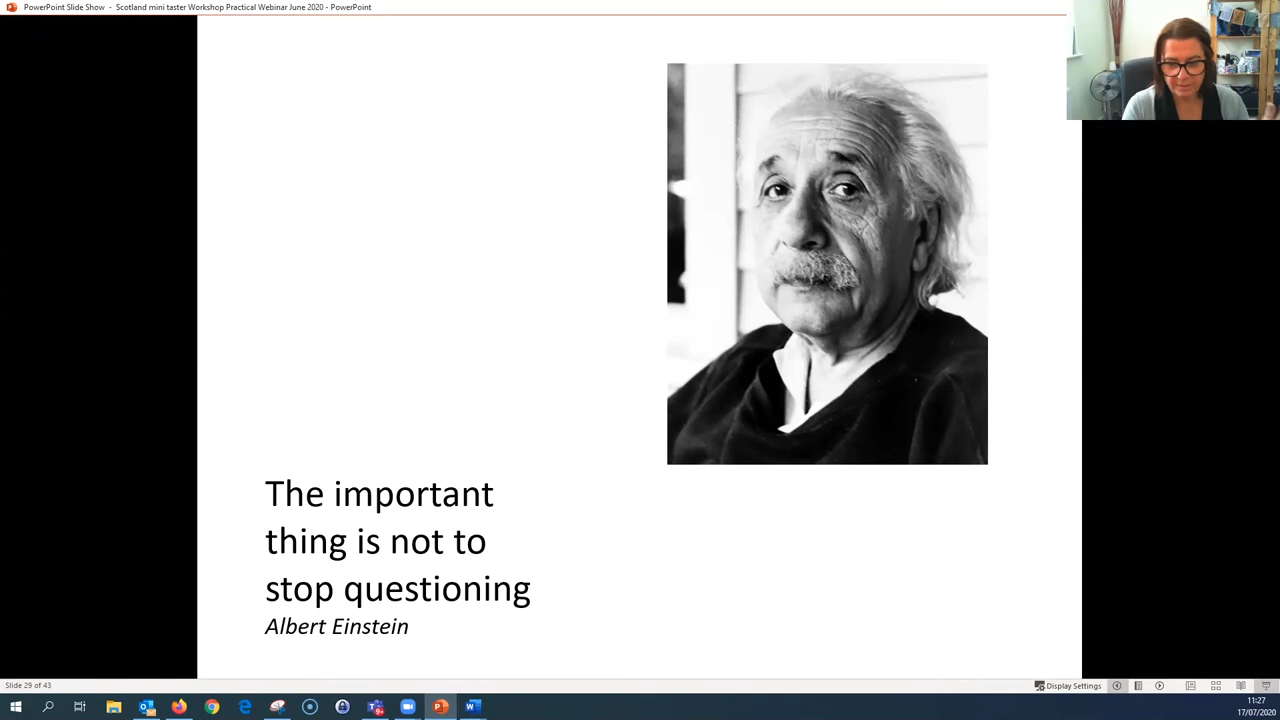 PowerPoint Slide Show - Scotland mini taster Workshop Practical Webinar June 2020 - PowerPoint
The important
thing is not to
stop questioning
Albert Einstein
Slide 29 of 43
Display Settings
11:27
17/07/2020